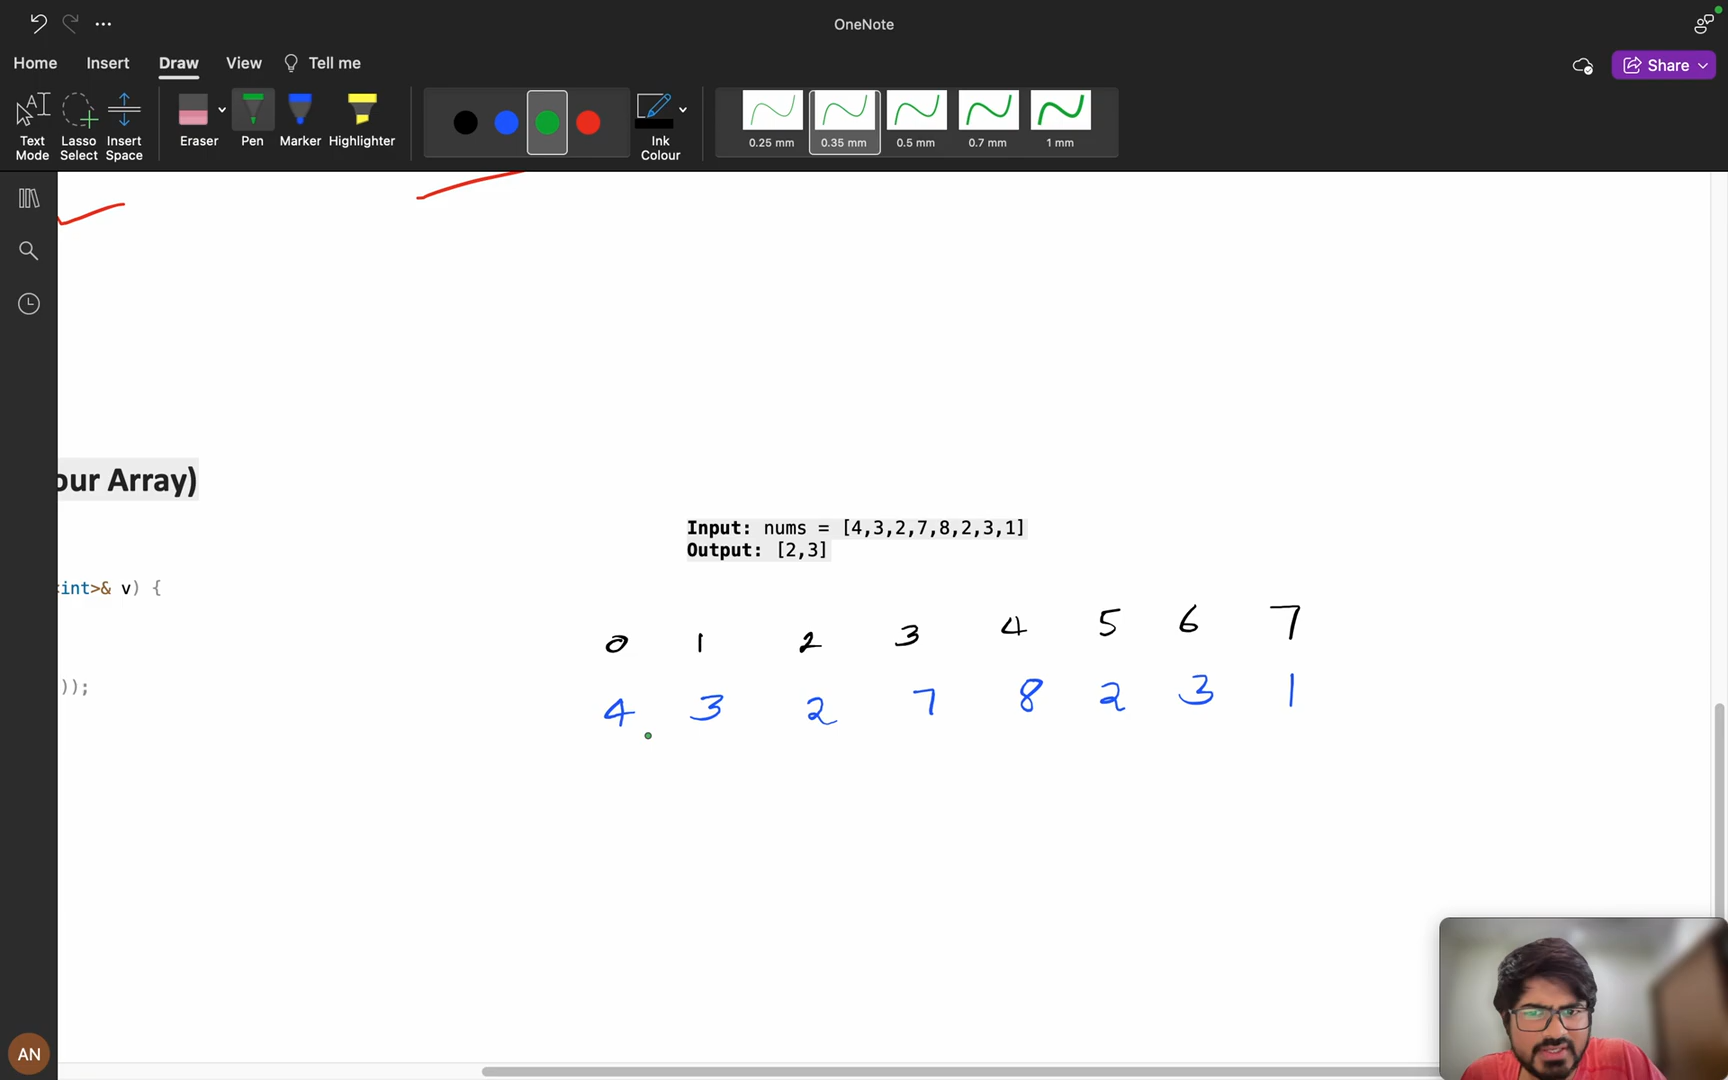 OneNote
Home Insert Draw View Tell me
Share
Text Mode
Lasso Select
Insert Space
Eraser
Pen
Marker
Highlighter
Ink Colour
0.25 mm
0.35 mm
0.5 mm
0.7 mm
1 mm
our Array)
Input: nums = [4,3,2,7,8,2,3,1]
Output: [2,3]
<int>& v) {
));
0 1 2 3 4 5 6 7
4 3 2 7 8 2 3 1
AN